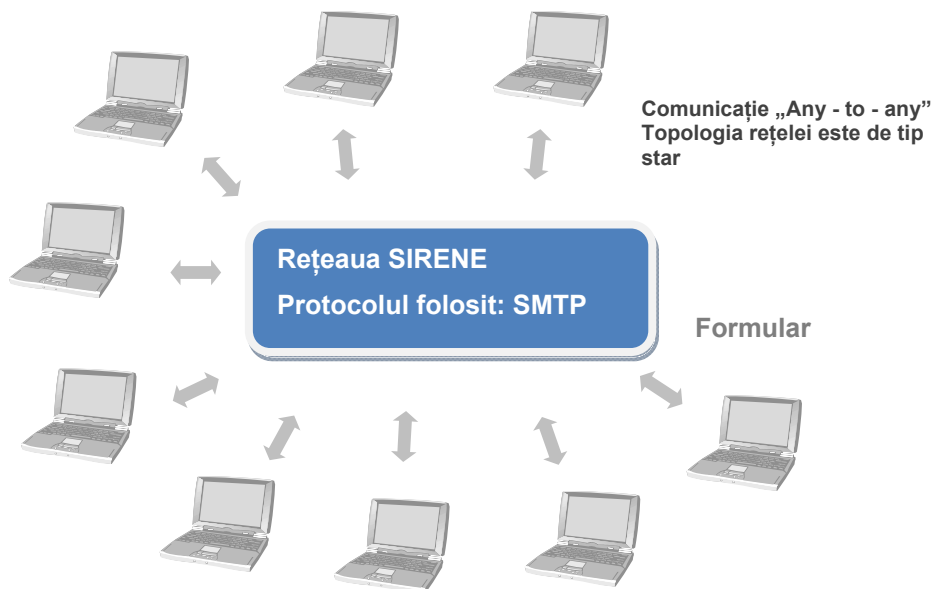 Comunicație „Any - to - any”
Topologia rețelei este de tip
star
Rețeaua SIRENE
Protocolul folosit: SMTP
Formular